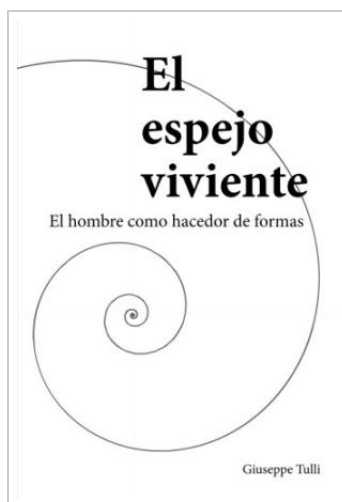 El
espejo
viviente
El hombre como hacedor de formas
Giuseppe Tulli